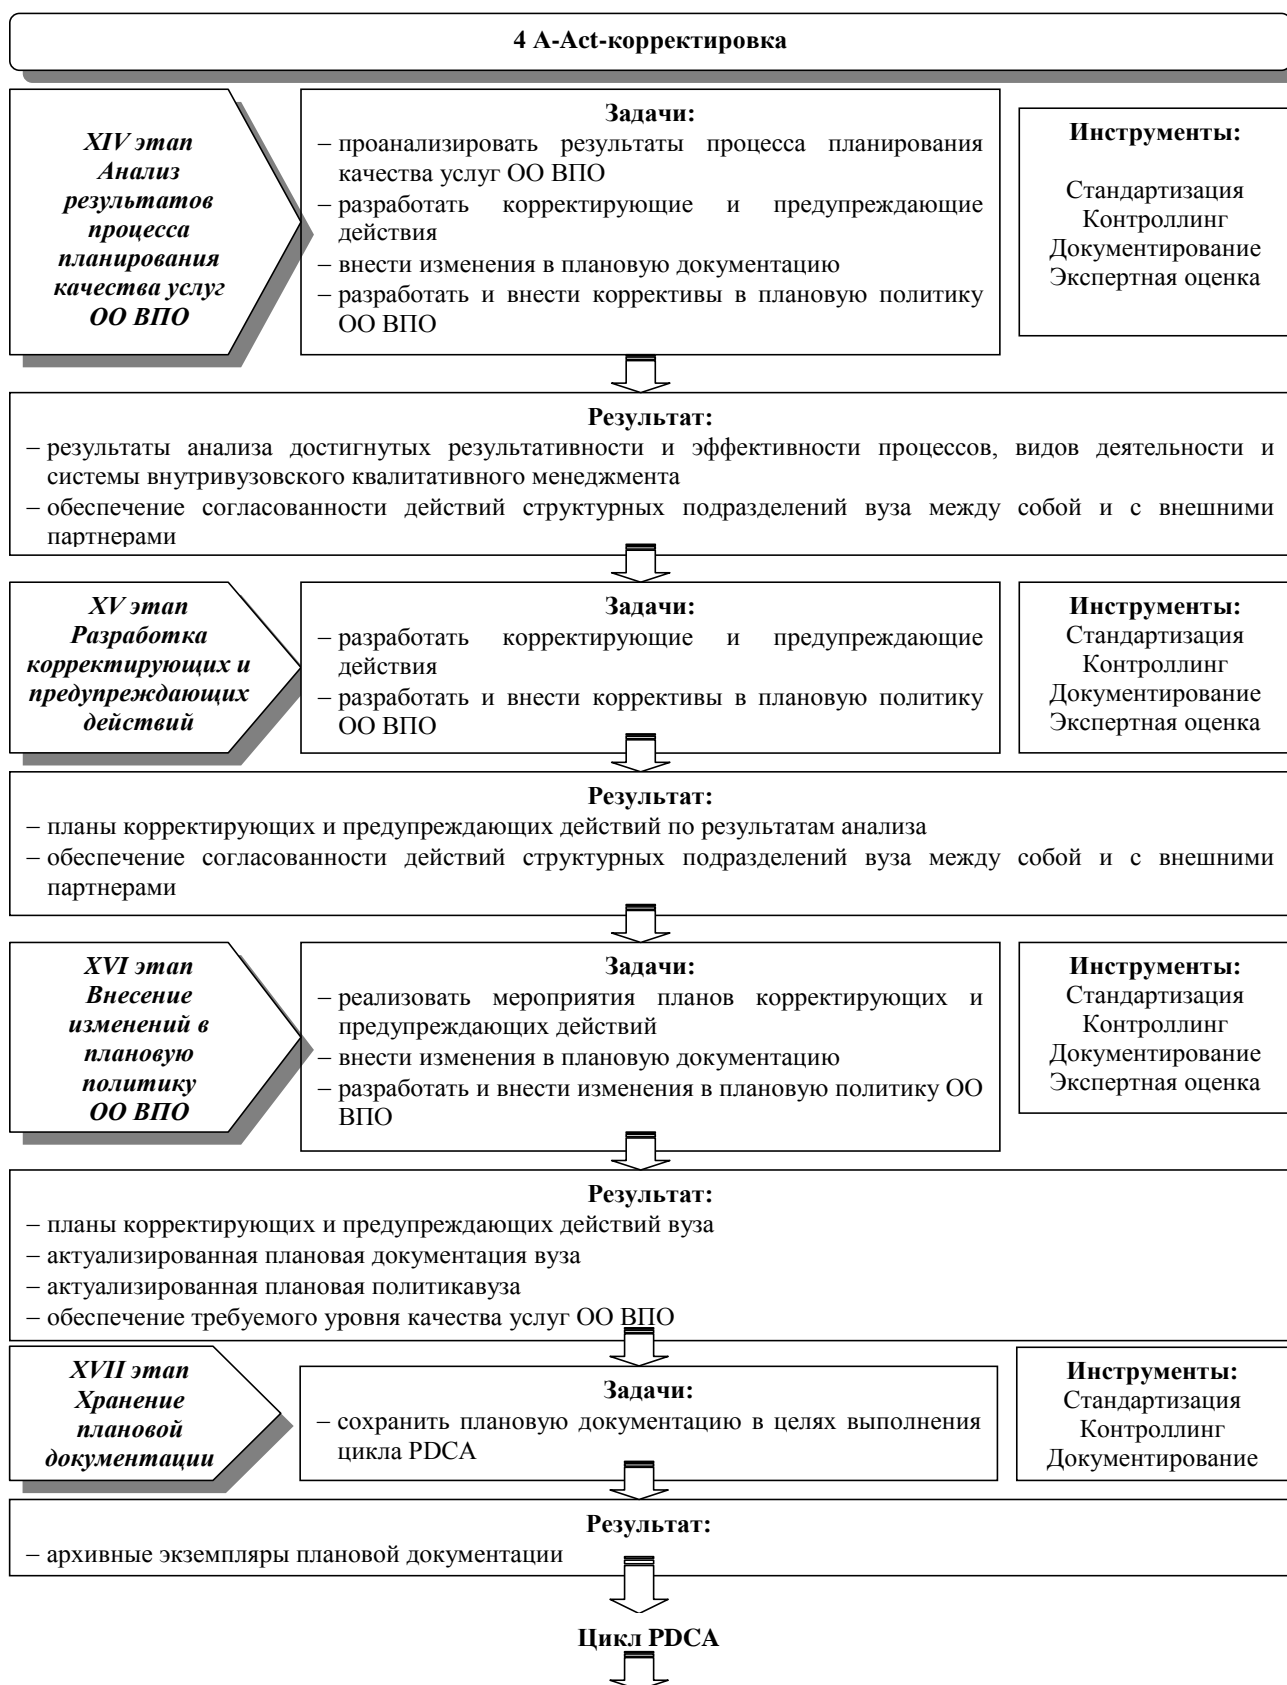 4 A-Act-корректировка
XIV этап
Анализ
результатов
процесса
планирования
качества услуг
ОО ВПО
Задачи:
– проанализировать результаты процесса планирования
качества услуг ОО ВПО
– разработать корректирующие и предупреждающие
действия
– внести изменения в плановую документацию
– разработать и внести коррективы в плановую политику
ОО ВПО
Инструменты:
Стандартизация
Контроллинг
Документирование
Экспертная оценка
Результат:
– результаты анализа достигнутых результативности и эффективности процессов, видов деятельности и
системы внутривузовского квалитативного менеджмента
– обеспечение согласованности действий структурных подразделений вуза между собой и с внешними
партнерами
XV этап
Разработка
корректирующих и
предупреждающих
действий
Задачи:
– разработать корректирующие и предупреждающие
действия
– разработать и внести коррективы в плановую политику
ОО ВПО
Инструменты:
Стандартизация
Контроллинг
Документирование
Экспертная оценка
Результат:
– планы корректирующих и предупреждающих действий по результатам анализа
– обеспечение согласованности действий структурных подразделений вуза между собой и с внешними
партнерами
XVI этап
Внесение
изменений в
плановую
политику
ОО ВПО
Задачи:
– реализовать мероприятия планов корректирующих и
предупреждающих действий
– внести изменения в плановую документацию
– разработать и внести изменения в плановую политику ОО
ВПО
Инструменты:
Стандартизация
Контроллинг
Документирование
Экспертная оценка
Результат:
– планы корректирующих и предупреждающих действий вуза
– актуализированная плановая документация вуза
– актуализированная плановая политикавуза
– обеспечение требуемого уровня качества услуг ОО ВПО
XVII этап
Хранение
плановой
документации
Задачи:
– сохранить плановую документацию в целях выполнения
цикла PDCA
Инструменты:
Стандартизация
Контроллинг
Документирование
Результат:
– архивные экземпляры плановой документации
Цикл PDCA